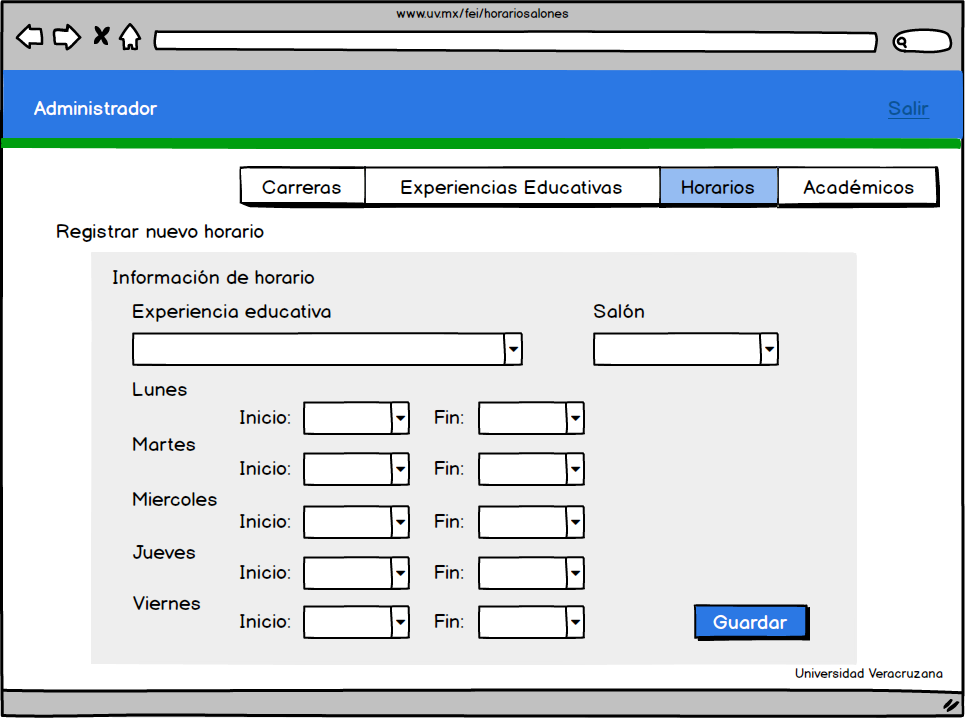 www.uv.mx/fei/horariosalones
Administrador Salir
Carreras Experiencias Educativas Horarios Académicos
Registrar nuevo horario
Información de horario
Experiencia educativa Salón
Lunes
Inicio: Fin:
Martes
Inicio: Fin:
Miercoles
Inicio: Fin:
Jueves
Inicio: Fin:
Viernes
Inicio: Fin: Guardar
Universidad Veracruzana